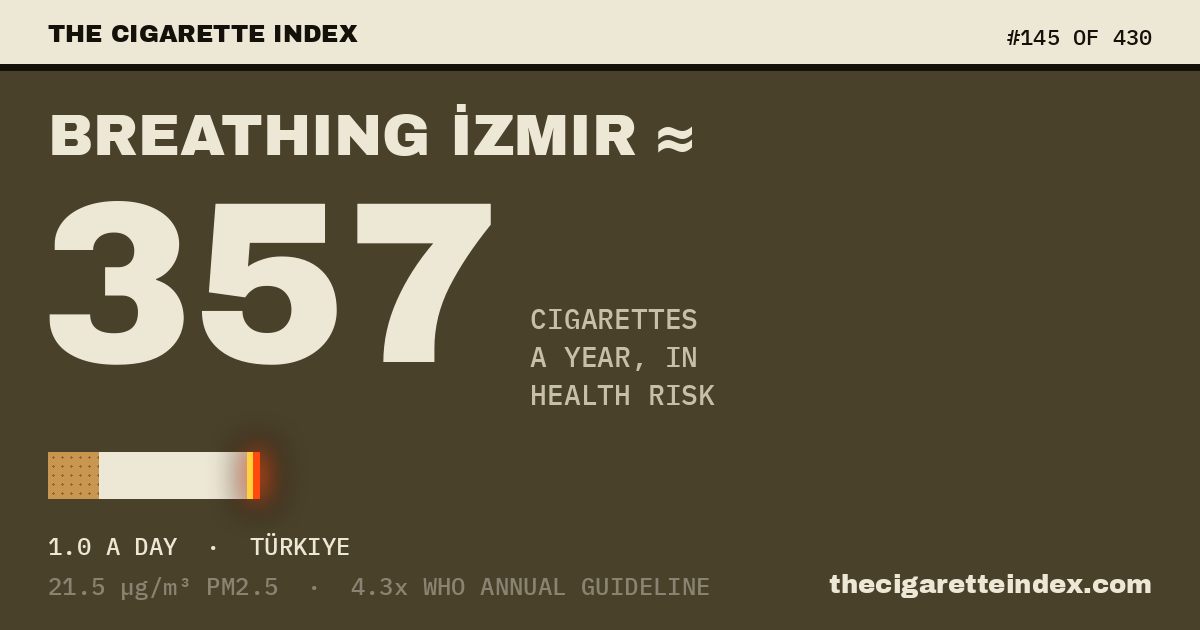 THE CIGARETTE INDEX
#145 OF 430
BREATHING İZMİR ≈
357
CIGARETTES
A YEAR, IN
HEALTH RISK
1.0 A DAY · TÜRKIYE
21.5 µg/m³ PM2.5 · 4.3x WHO ANNUAL GUIDELINE
thecigaretteindex.com